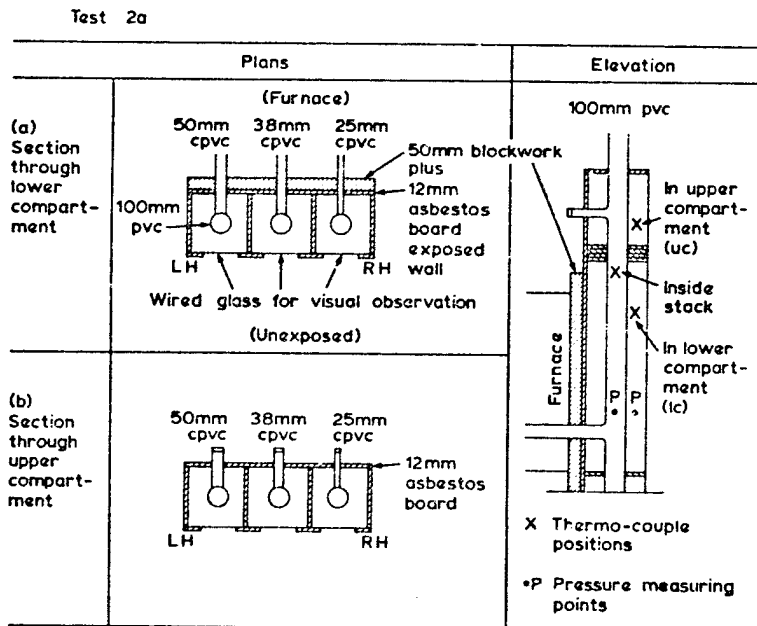 Test 2a
Plans
Elevation
(a)
Section
through
lower
compart-
ment
(Furnace)
50mm
cpvc
38mm
cpvc
25mm
cpvc
100mm
pvc
50mm blockwork
plus
12mm
asbestos
board
exposed
wall
LH
RH
Wired glass for visual observation
(Unexposed)
(b)
Section
through
upper
compart-
ment
50mm
cpvc
38mm
cpvc
25mm
cpvc
12mm
asbestos
board
LH
RH
100mm pvc
In upper
compart-
ment
(uc)
Inside
stack
In lower
compart-
ment
(lc)
Furnace
P
P
X
X
X
X Thermo-couple
positions
•P Pressure measuring
points